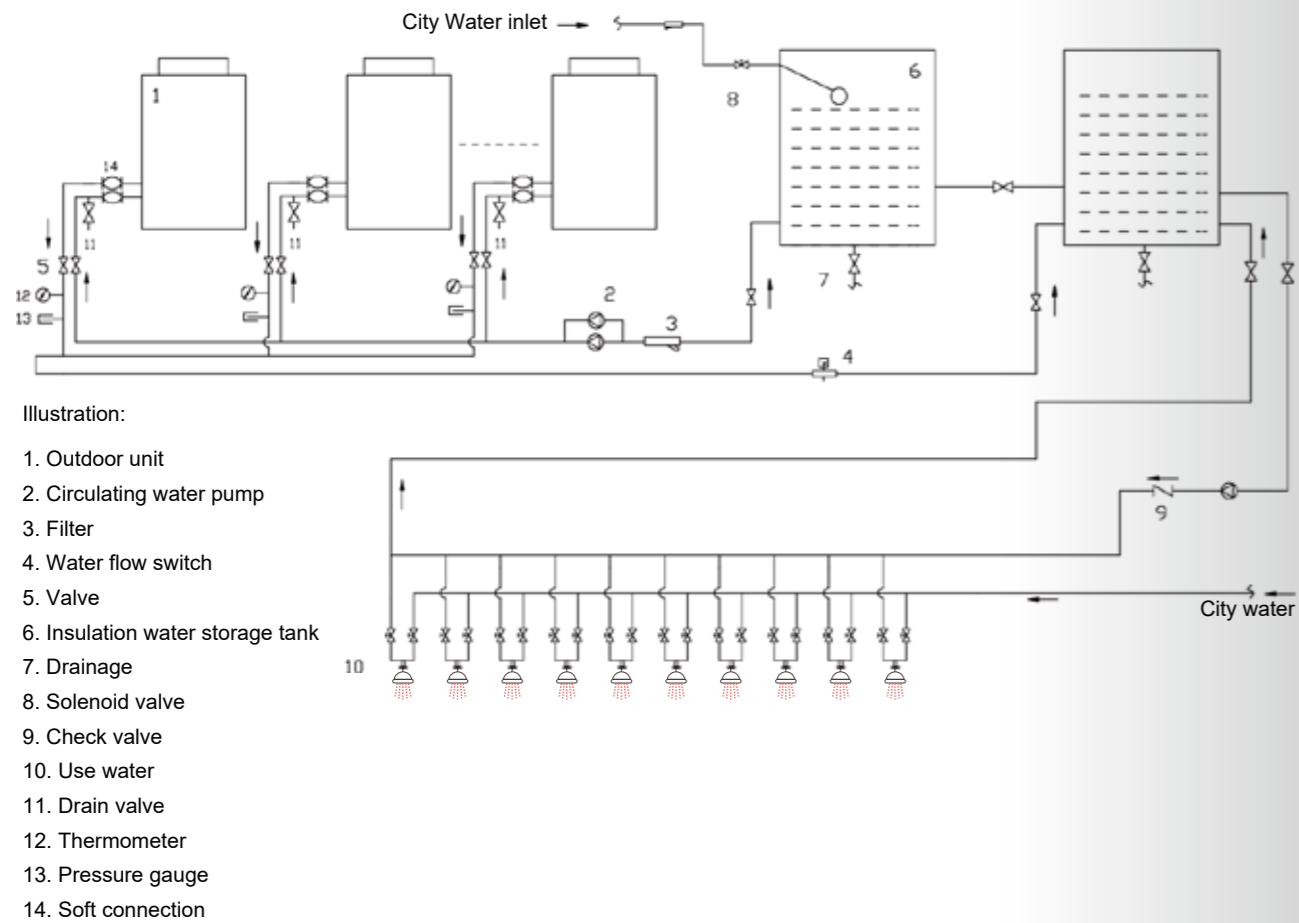 City Water inlet
1
6
8
14
11
11
11
5
12
13
2
3
7
4
Illustration:
1. Outdoor unit
2. Circulating water pump
3. Filter
4. Water flow switch
5. Valve
6. Insulation water storage tank
7. Drainage
8. Solenoid valve
9. Check valve
10. Use water
11. Drain valve
12. Thermometer
13. Pressure gauge
14. Soft connection
9
City water
10